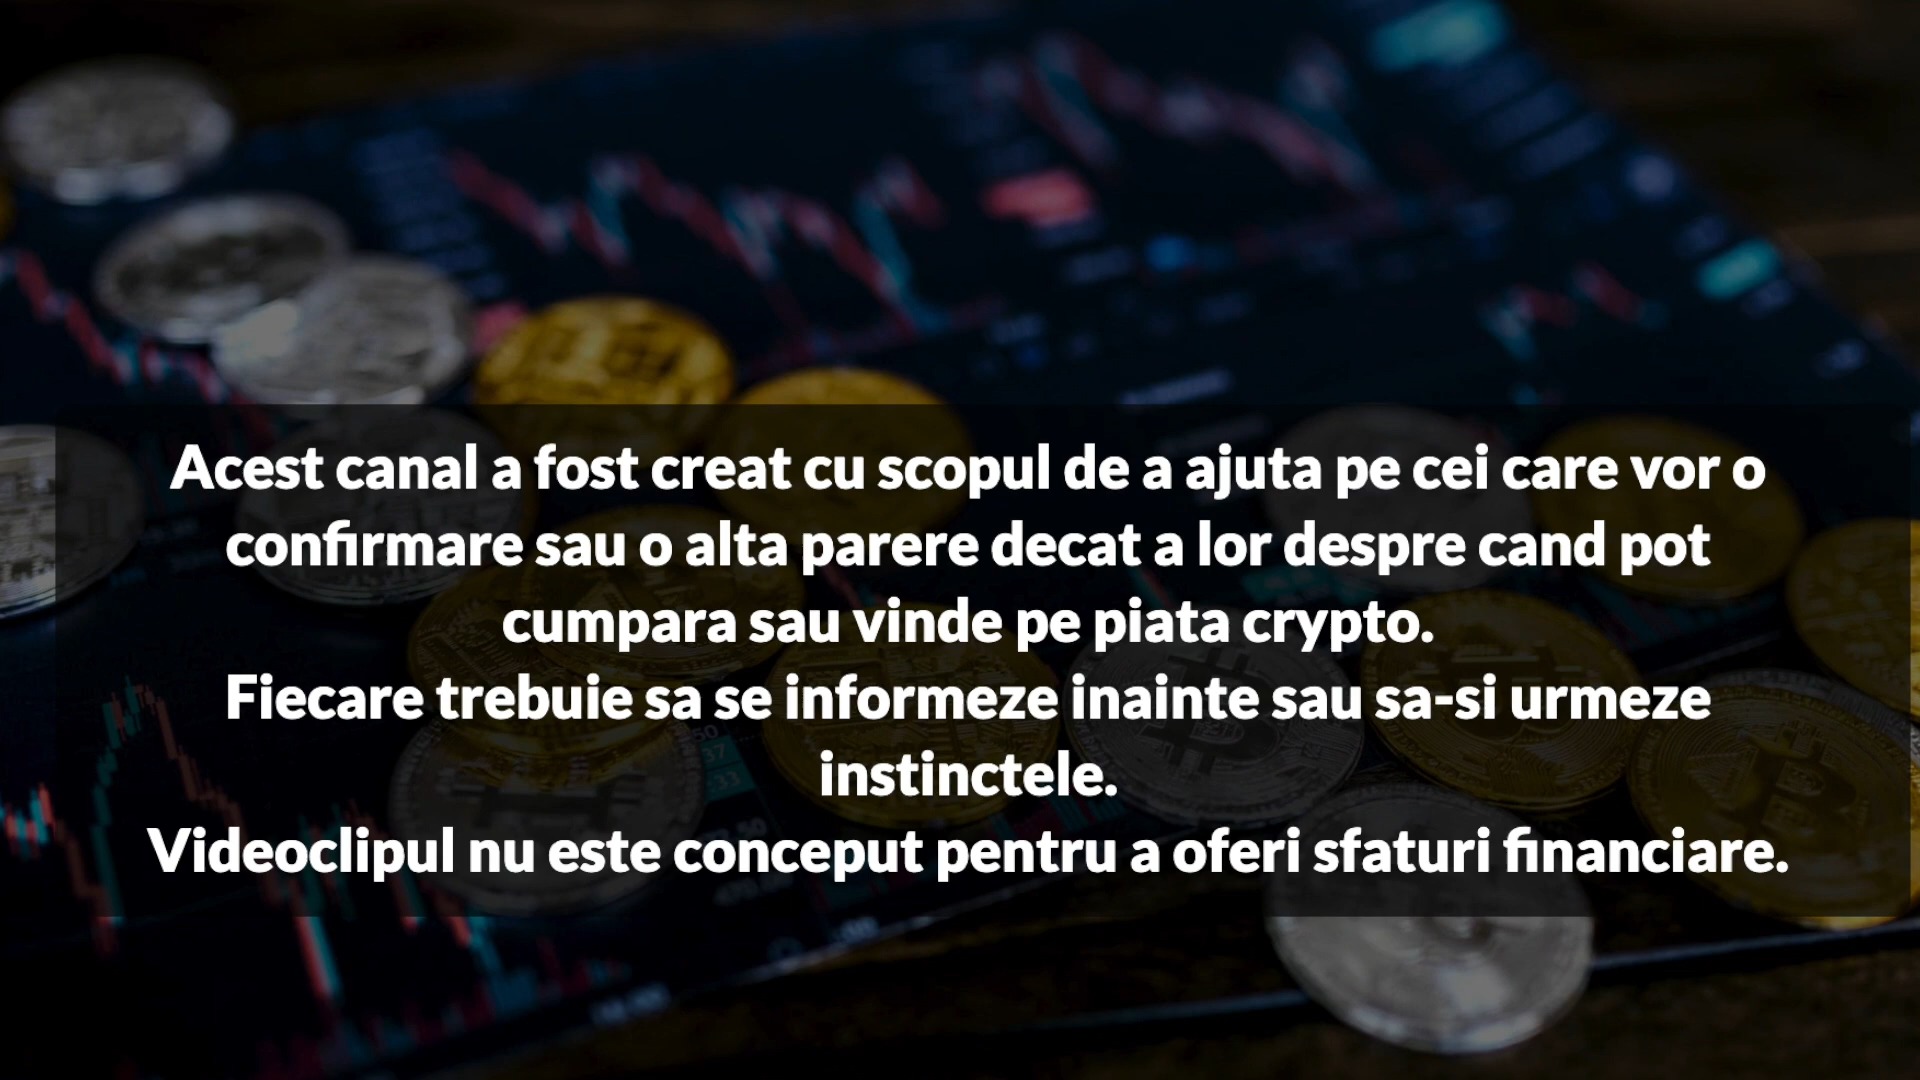 Acest canal a fost creat cu scopul de a ajuta pe cei care vor o
confirmare sau o alta parere decat a lor despre cand pot
cumpara sau vinde pe piata crypto.
Fiecare trebuie sa se informeze inainte sau sa-si urmeze
instinctele.
Videoclipul nu este conceput pentru a oferi sfaturi financiare.